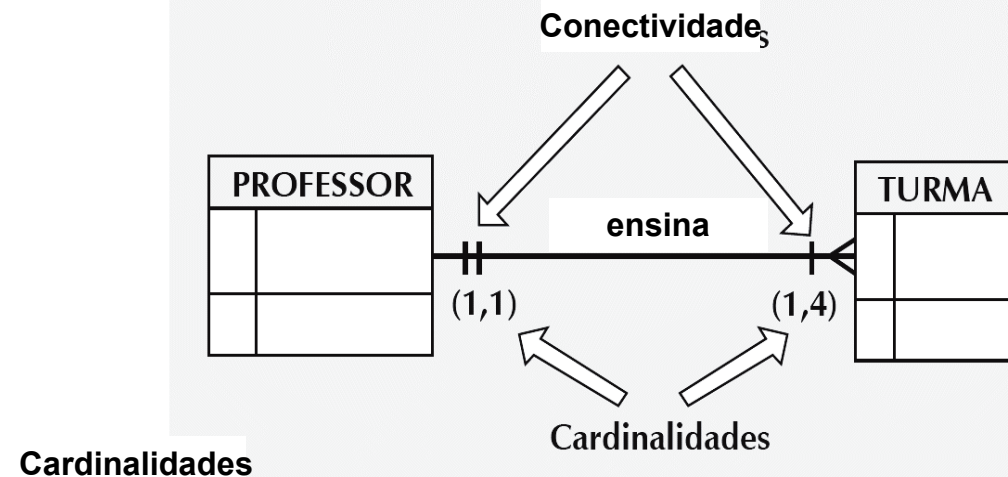 Conectividades
PROFESSOR
TURMA
ensina
(1,1)
(1,4)
Cardinalidades
Cardinalidades